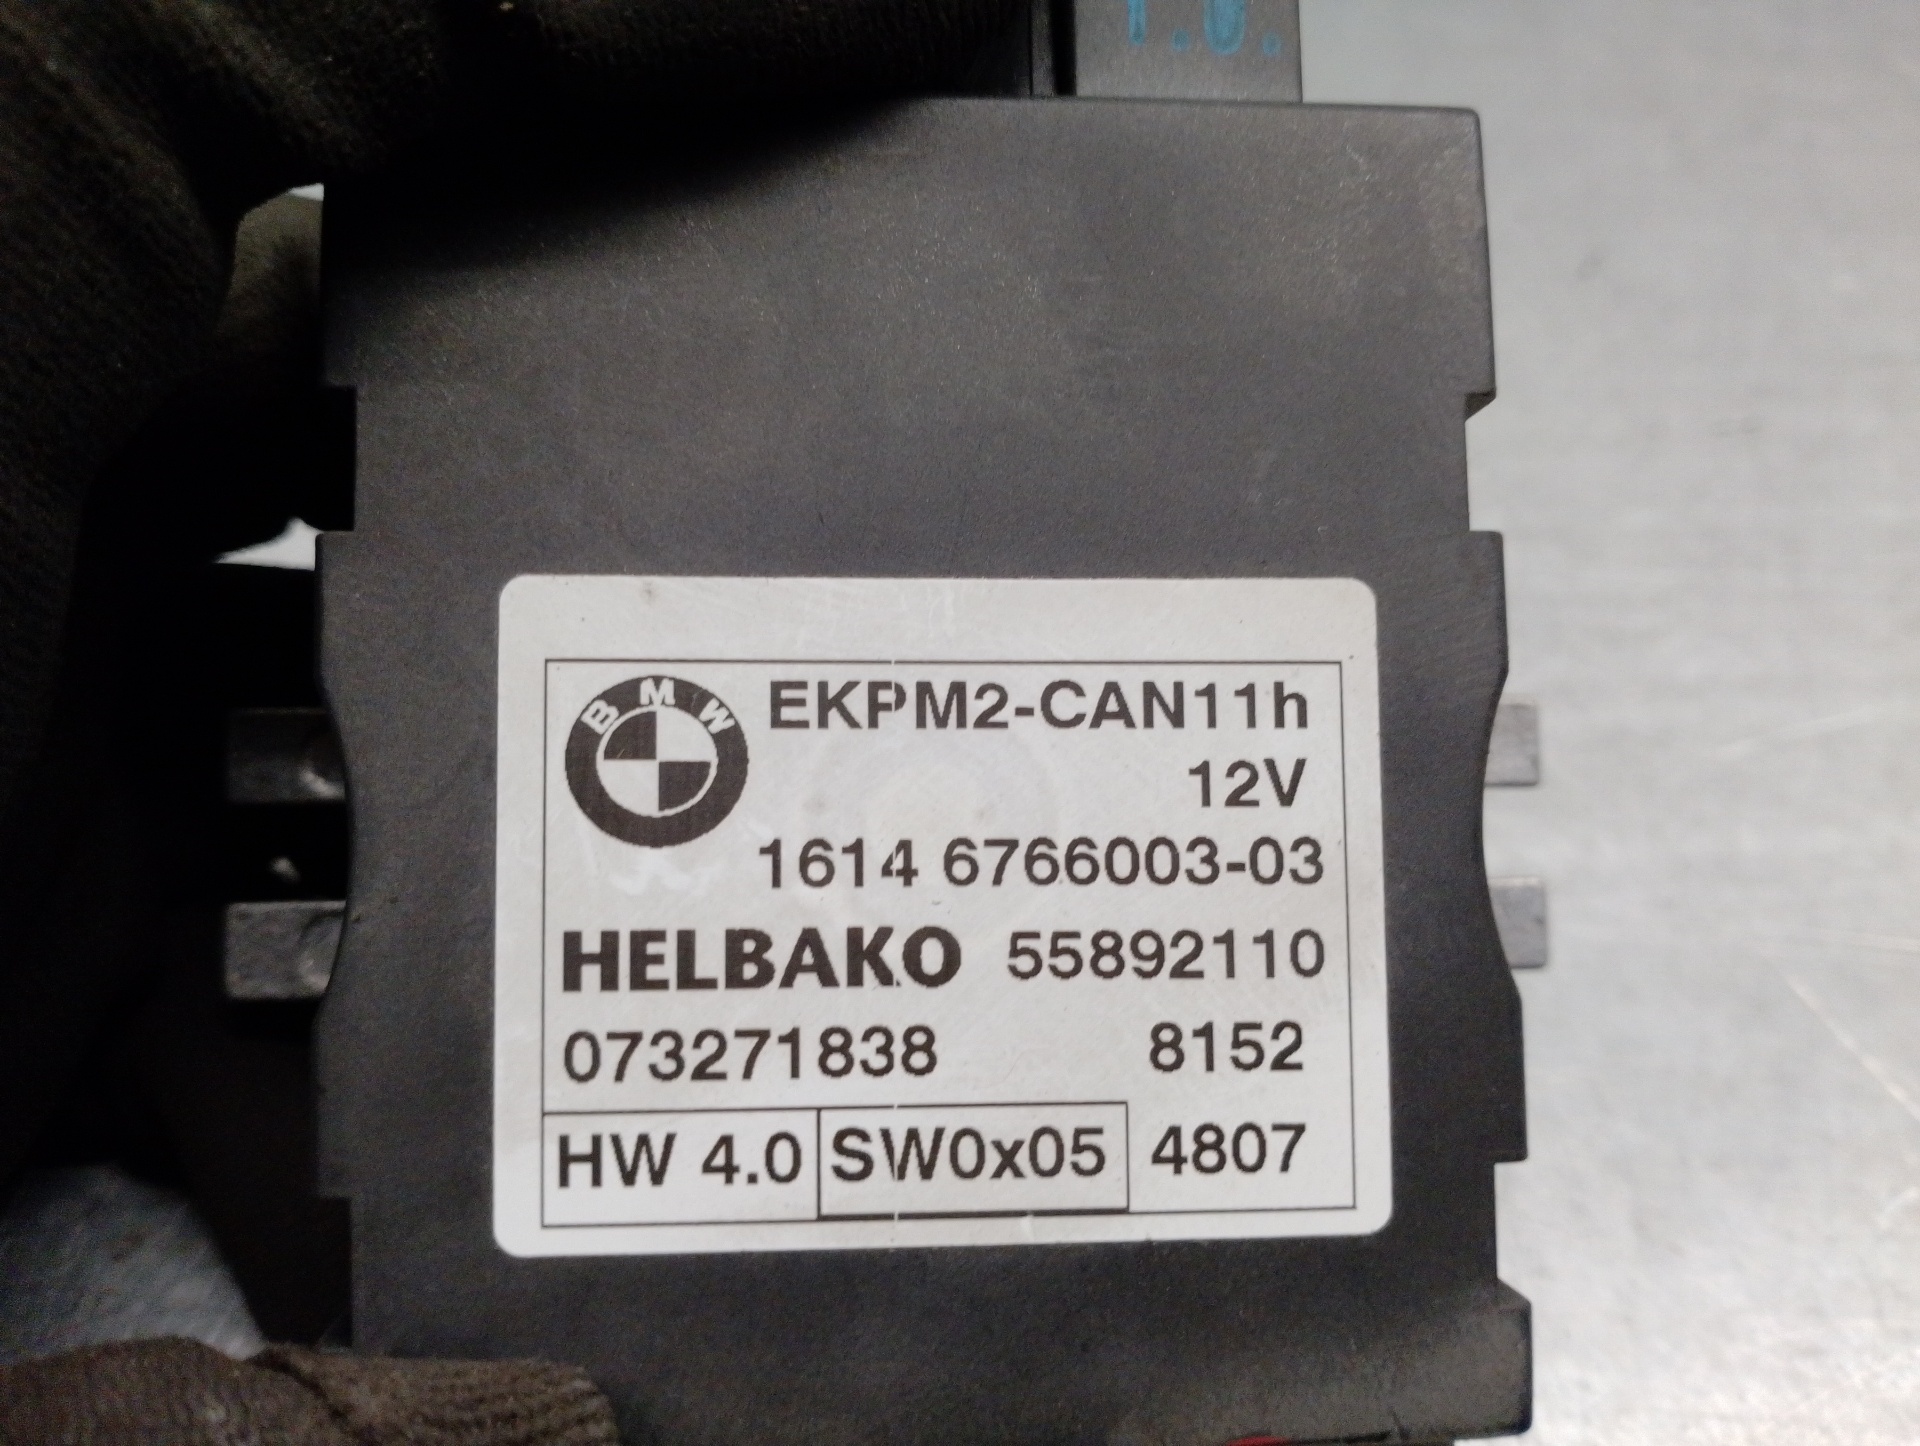 BMW EKPM2-CAN11h
12V
1614 6766003-03
HELBAKO 55892110
073271838 8152
HW 4.0 SW0x05 4807